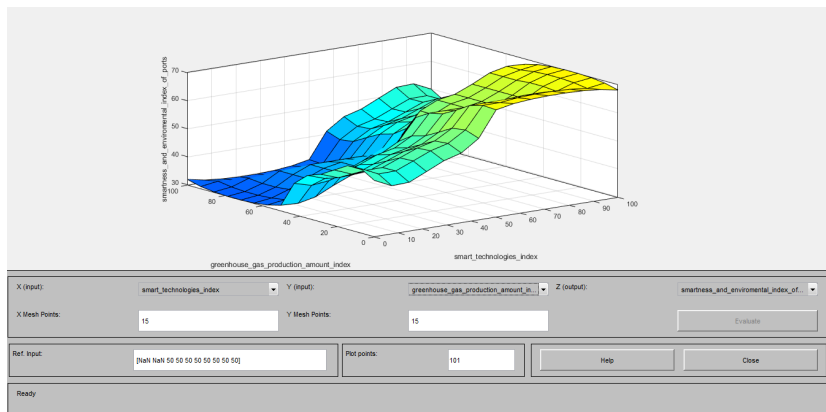 smartness_and_enviromental_index_of_ports
70
60
50
40
30
100
80
60
40
20
0
0
10
20
30
40
50
60
70
80
90
100
greenhouse_gas_production_amount_index
smart_technologies_index
X (input):
smart_technologies_index
Y (input):
greenhouse_gas_production_amount_in...
Z (output):
smartness_and_enviromental_index_of...
X Mesh Points:
15
Y Mesh Points:
15
Evaluate
Ref. Input:
[NaN NaN 50 50 50 50 50 50 50 50]
Plot points:
101
Help
Close
Ready